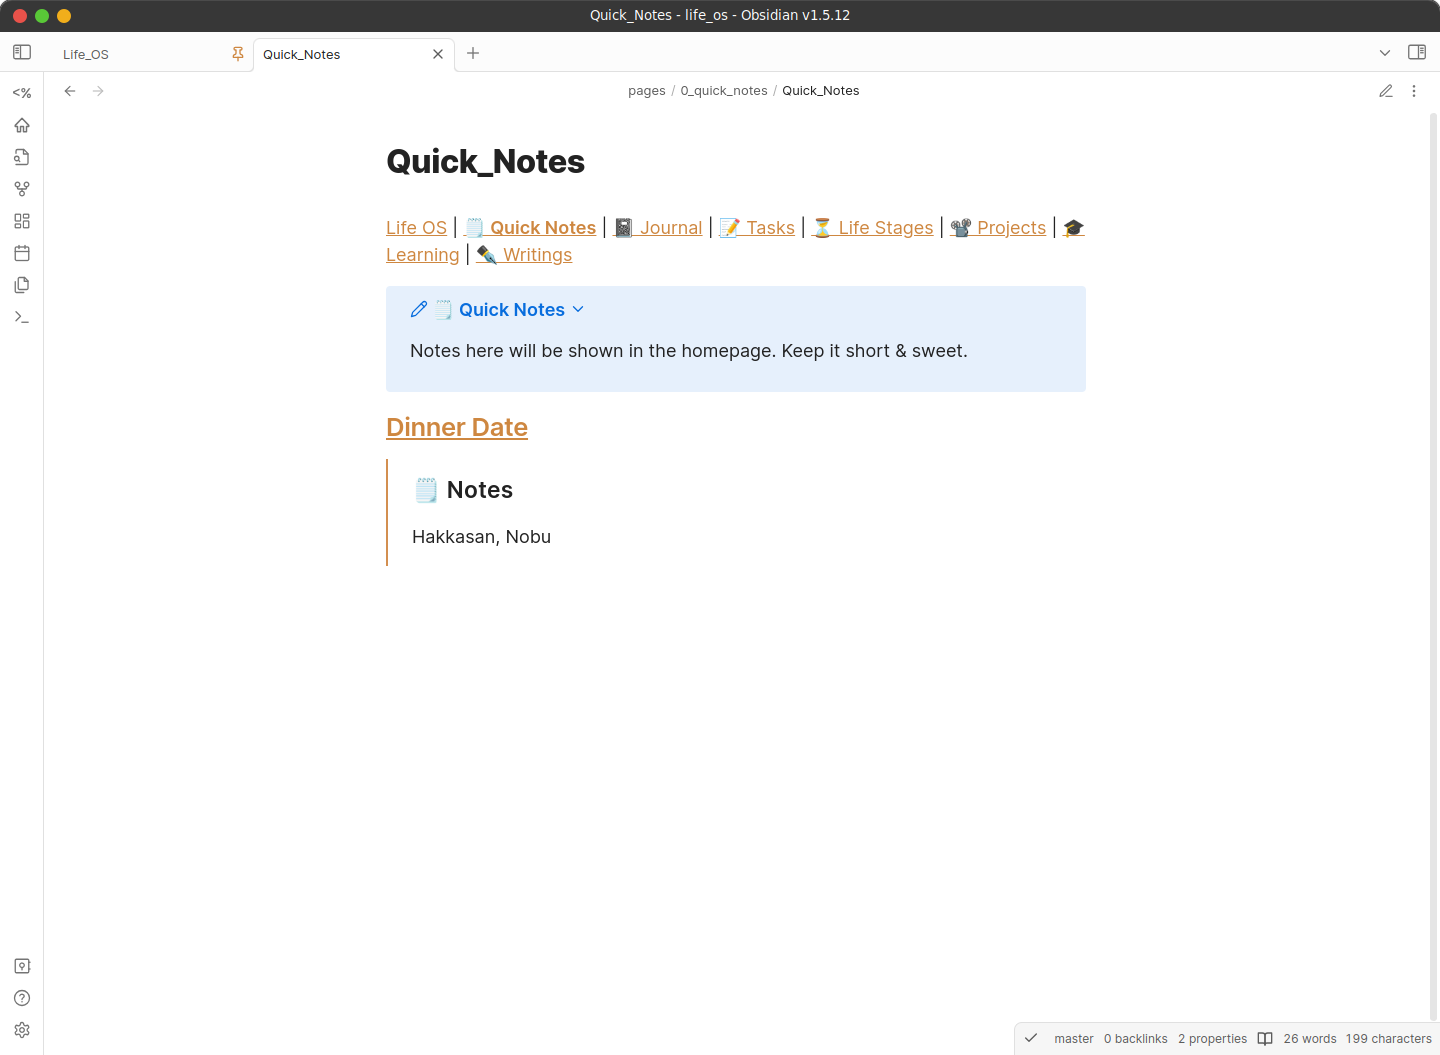 Quick_Notes - life_os - Obsidian v1.5.12
Life_OS
Quick_Notes
<%
pages / 0_quick_notes / Quick_Notes
Quick_Notes
Life OS | 🗒️ Quick Notes | 📓 Journal | 📝 Tasks | ⏳ Life Stages | 📽️ Projects | 🎓
Learning | ✒️ Writings
🗒️ Quick Notes
Notes here will be shown in the homepage. Keep it short & sweet.
Dinner Date
🗒️ Notes
Hakkasan, Nobu
master 0 backlinks 2 properties 26 words 199 characters